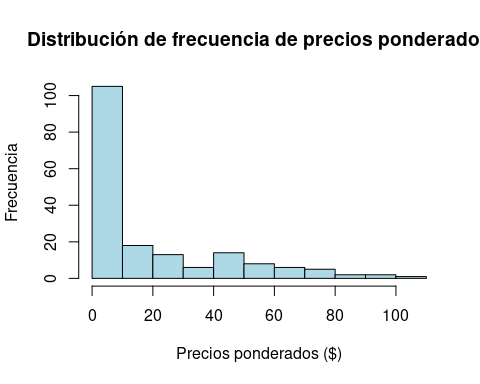 Distribución de frecuencia de precios ponderado
Frecuencia
100
80
60
40
20
0
0 20 40 60 80 100
Precios ponderados ($)